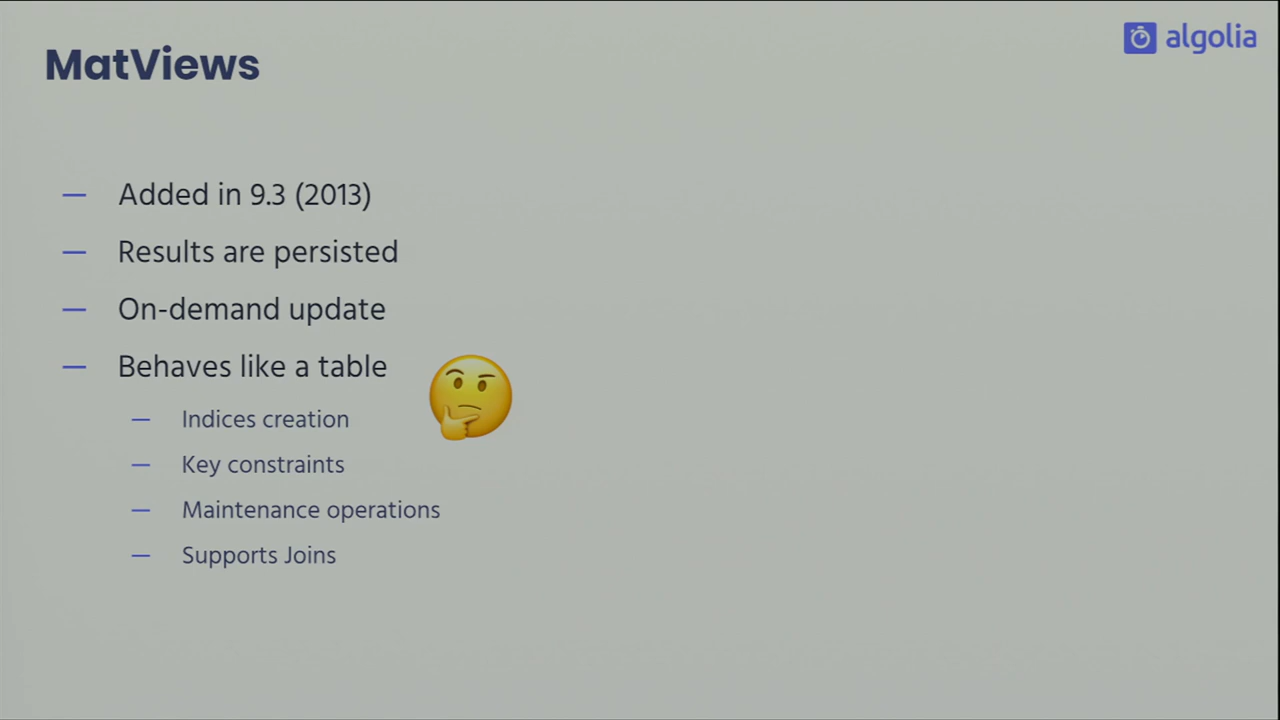 MatViews
algolia
— Added in 9.3 (2013)
— Results are persisted
— On-demand update
— Behaves like a table
— Indices creation
— Key constraints
— Maintenance operations
— Supports Joins